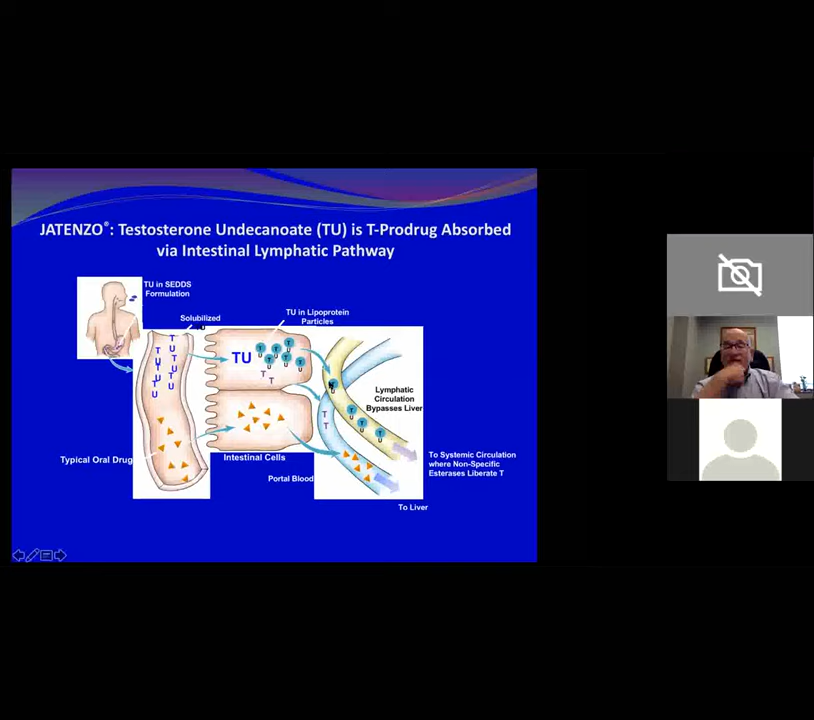 JATENZO®: Testosterone Undecanoate (TU) is T-Prodrug Absorbed
via Intestinal Lymphatic Pathway
TU in SEDDS
Formulation
Solubilized
TU
TU in Lipoprotein
Particles
T
U
T
U
T
U
T
U
T
U
T
U
TU
T
U
T
U
T
U
T
U
T
U
T
U
T
T
T
U
T
T
T
U
T
U
T
U
Lymphatic
Circulation
Bypasses Liver
Typical Oral Drug
Intestinal Cells
Portal Blood
To Systemic Circulation
where Non-Specific
Esterases Liberate T
To Liver